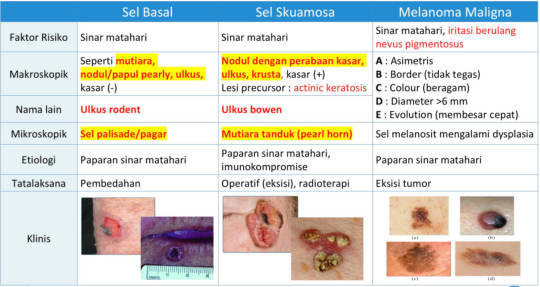 Sel Basal Sel Skuamosa Melanoma Maligna
Faktor Risiko
Sinar matahari
Sinar matahari
Sinar matahari, iritasi berulang
nevus pigmentosus
Makroskopik
Seperti mutiara,
nodul/papul pearly, ulkus,
kasar (-)
Nodul dengan perabaan kasar,
ulkus, krusta, kasar (+)
Lesi precursor : actinic keratosis
A : Asimetris
B : Border (tidak tegas)
C : Colour (beragam)
D : Diameter >6 mm
E : Evolution (membesar cepat)
Nama lain
Ulkus rodent
Ulkus bowen
Mikroskopik
Sel palisade/pagar
Mutiara tanduk (pearl horn)
Sel melanosit mengalami dysplasia
Etiologi
Paparan sinar matahari
Paparan sinar matahari,
imunokompromise
Paparan sinar matahari
Tatalaksana
Pembedahan
Operatif (eksisi), radioterapi
Eksisi tumor
Klinis
(a) (b)
(c) (d)